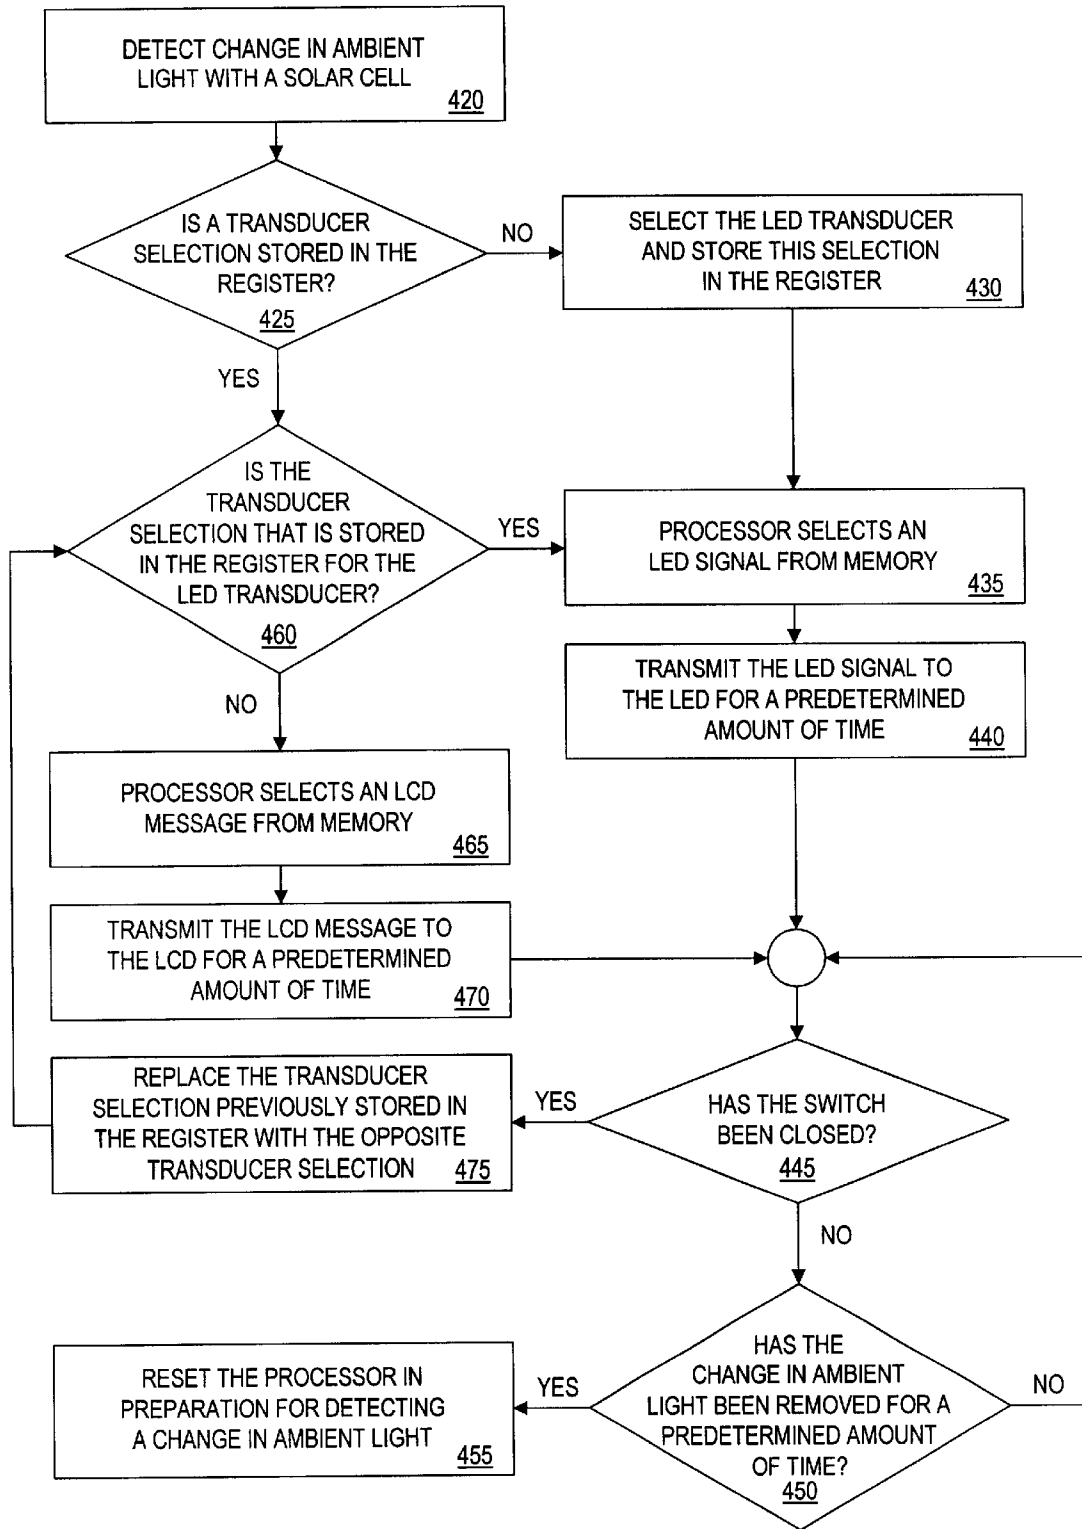 DETECT CHANGE IN AMBIENT
LIGHT WITH A SOLAR CELL
420
IS A TRANSDUCER
SELECTION STORED IN THE
REGISTER?
425
NO
SELECT THE LED TRANSDUCER
AND STORE THIS SELECTION
IN THE REGISTER
430
YES
IS THE
TRANSDUCER
SELECTION THAT IS STORED
IN THE REGISTER FOR THE
LED TRANSDUCER?
460
YES
PROCESSOR SELECTS AN
LED SIGNAL FROM MEMORY
435
TRANSMIT THE LED SIGNAL TO
THE LED FOR A PREDETERMINED
AMOUNT OF TIME
440
NO
PROCESSOR SELECTS AN LCD
MESSAGE FROM MEMORY
465
TRANSMIT THE LCD MESSAGE TO
THE LCD FOR A PREDETERMINED
AMOUNT OF TIME
470
REPLACE THE TRANSDUCER
SELECTION PREVIOUSLY STORED IN
THE REGISTER WITH THE OPPOSITE
TRANSDUCER SELECTION
475
YES
HAS THE SWITCH
BEEN CLOSED?
445
NO
HAS THE
CHANGE IN AMBIENT
LIGHT BEEN REMOVED FOR A
PREDETERMINED AMOUNT
OF TIME?
450
NO
YES
RESET THE PROCESSOR IN
PREPARATION FOR DETECTING
A CHANGE IN AMBIENT LIGHT
455